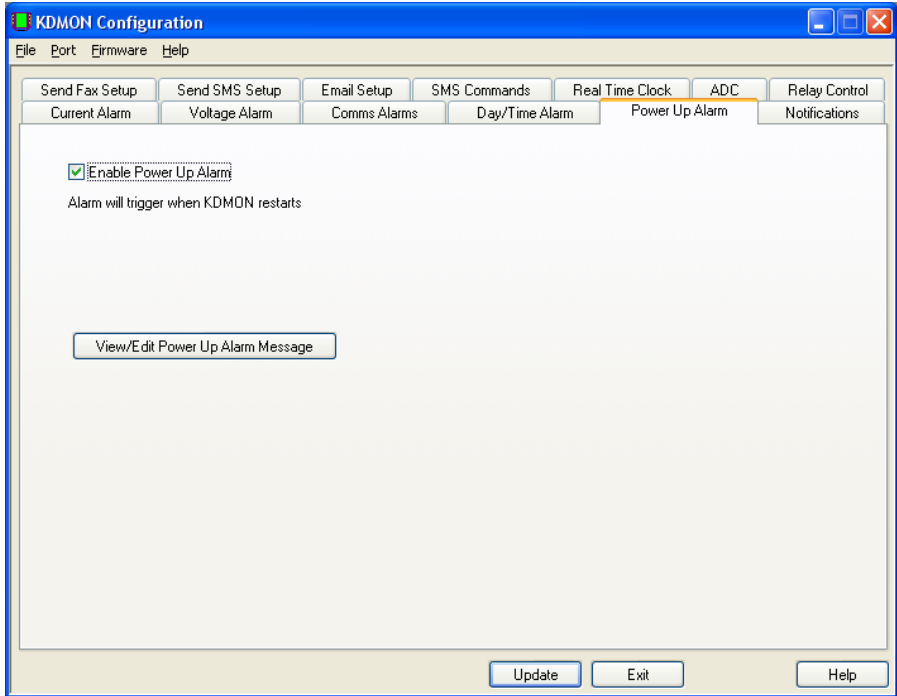 KDMON Configuration
File Port Firmware Help
Send Fax Setup Send SMS Setup Email Setup SMS Commands Real Time Clock ADC Relay Control
Current Alarm Voltage Alarm Comms Alarms Day/Time Alarm Power Up Alarm Notifications
Enable Power Up Alarm
Alarm will trigger when KDMON restarts
View/Edit Power Up Alarm Message
Update Exit Help